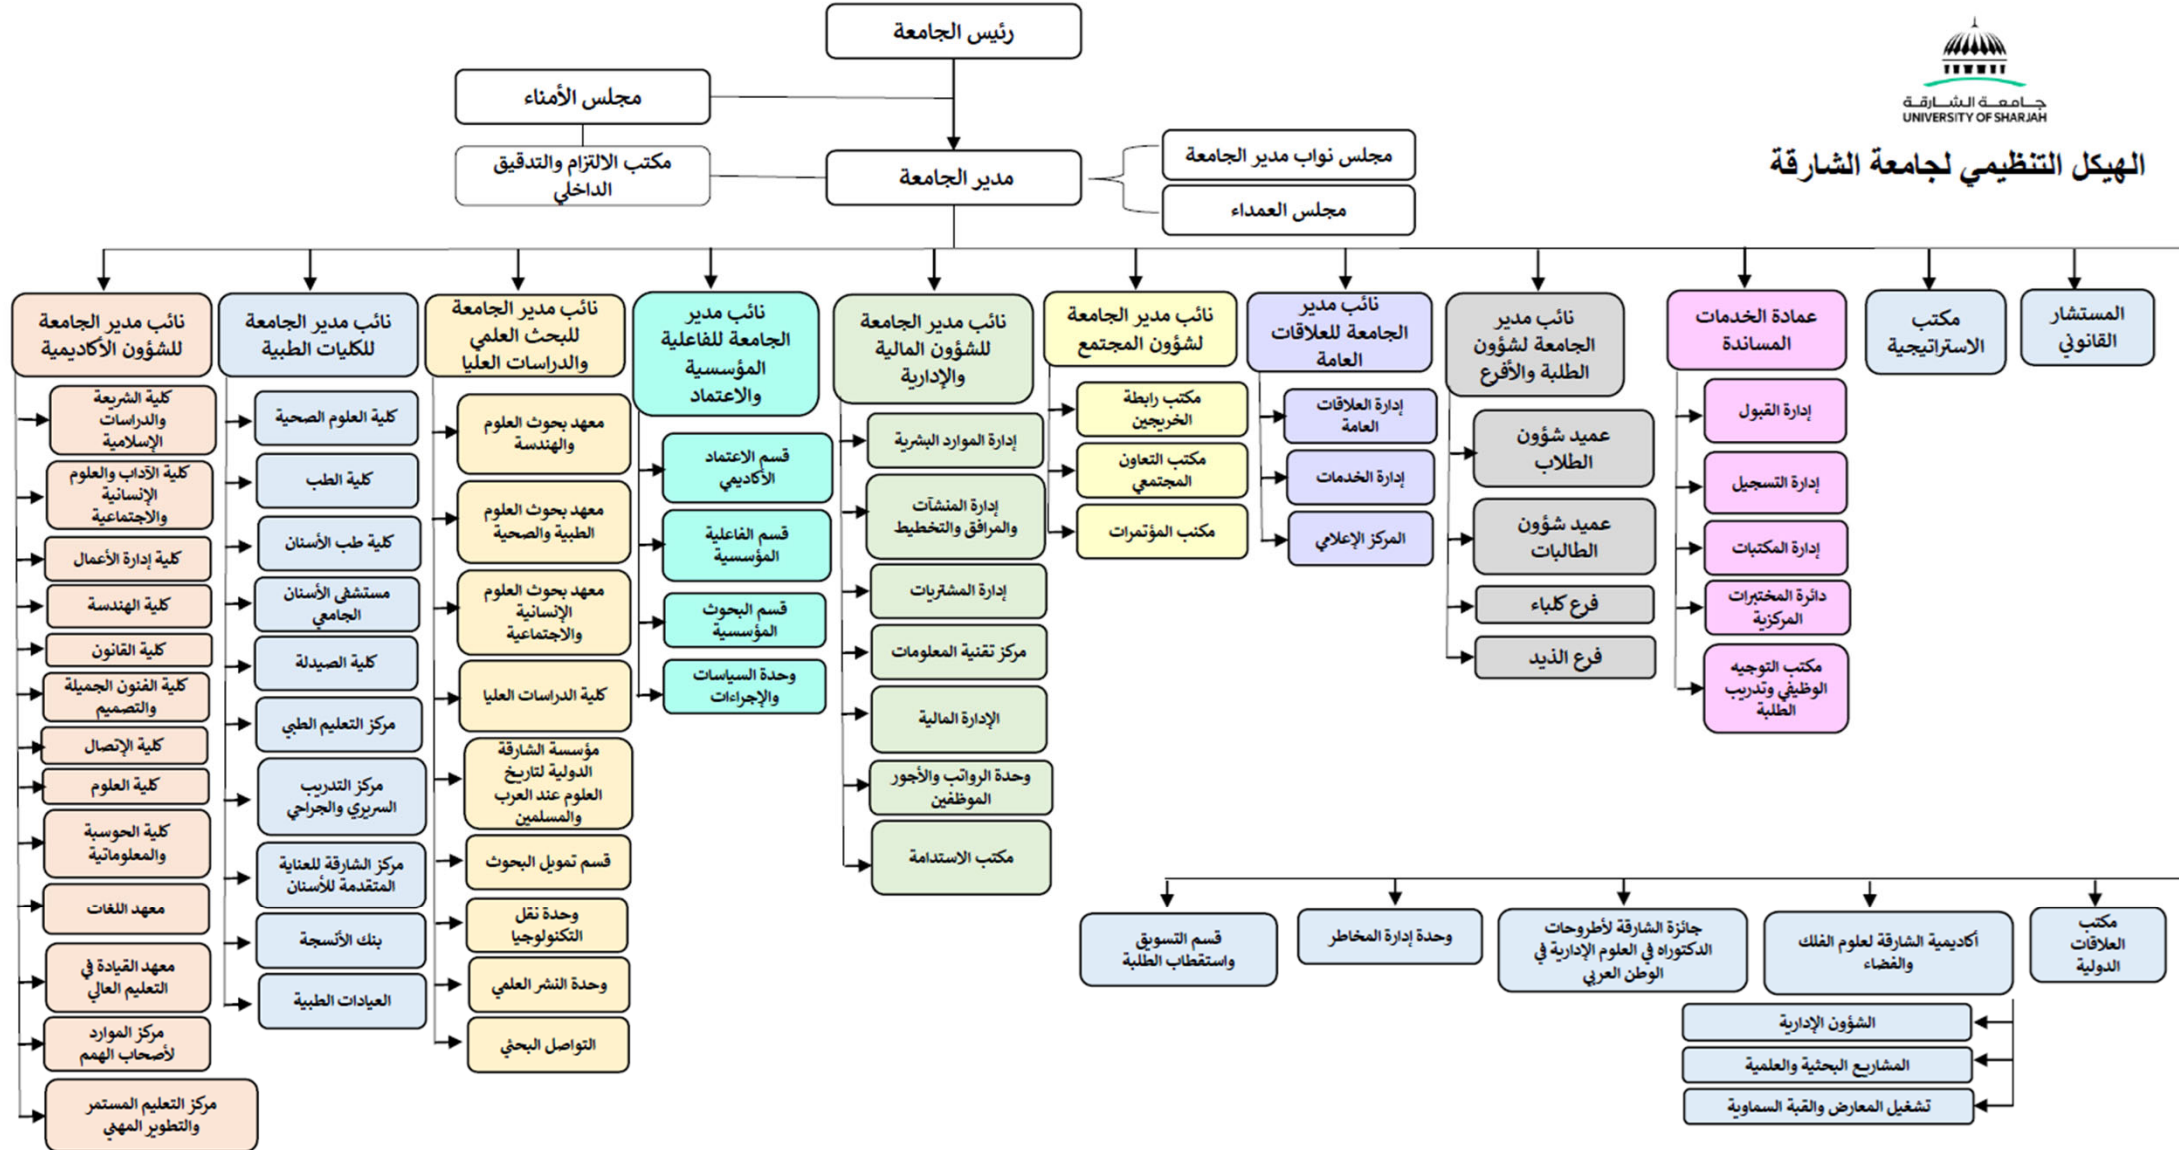 رئيس الجامعة
جامعة الشارقة
UNIVERSITY OF SHARJAH
الهيكل التنظيمي لجامعة الشارقة
مجلس الأمناء
مجلس نواب مدير الجامعة
مكتب الالتزام والتدقيق
الداخلي
مدير الجامعة
مجلس العمداء
المستشار
القانوني
مكتب
الاستراتيجية
عمادة الخدمات
المساندة
إدارة القبول
إدارة التسجيل
إدارة المكتبات
دائرة المختبرات
المركزية
مكتب التوجيه
الوظيفي وتدريب
الطلبة
نائب مدير
الجامعة لشؤون
الطلبة والأفرع
عميد شؤون
الطلاب
عميد شؤون
الطالبات
فرع كلباء
فرع الذيد
نائب مدير
الجامعة للعلاقات
العامة
إدارة العلاقات
العامة
إدارة الخدمات
المركز الإعلامي
نائب مدير الجامعة
لشؤون المجتمع
مكتب رابطة
الخريجين
مكتب التعاون
المجتمعي
مكتب المؤتمرات
نائب مدير الجامعة
للشؤون المالية
والإدارية
إدارة الموارد البشرية
إدارة المنشآت
والمرافق والتخطيط
إدارة المشتريات
مركز تقنية المعلومات
الإدارة المالية
وحدة الرواتب والأجور
الموظفين
مكتب الاستدامة
نائب مدير
الجامعة للفاعلية
المؤسسية
والاعتماد
قسم الاعتماد
الأكاديمي
قسم الفاعلية
المؤسسية
قسم البحوث
المؤسسية
وحدة السياسات
والإجراءات
نائب مدير الجامعة
للبحث العلمي
والدراسات العليا
معهد بحوث العلوم
والهندسة
معهد بحوث العلوم
الطبية والصحية
معهد بحوث العلوم
الإنسانية
والاجتماعية
كلية الدراسات العليا
مؤسسة الشارقة
الدولية لتاريخ
العلوم عند العرب
والمسلمين
قسم تمويل البحوث
وحدة نقل
التكنولوجيا
وحدة النشر العلمي
التواصل البحثي
نائب مدير الجامعة
للكليات الطبية
كلية العلوم الصحية
كلية الطب
كلية طب الأسنان
مستشفى الأسنان
الجامعي
كلية الصيدلة
مركز التعليم الطبي
مركز التدريب
السريري والجراحي
مركز الشارقة للعناية
المتقدمة للأسنان
بنك الأنسجة
العيادات الطبية
نائب مدير الجامعة
للشؤون الأكاديمية
كلية الشريعة
والدراسات
الإسلامية
كلية الآداب والعلوم
الإنسانية
والاجتماعية
كلية إدارة الأعمال
كلية الهندسة
كلية القانون
كلية الفنون الجميلة
والتصميم
كلية الإتصال
كلية العلوم
كلية الحوسبة
والمعلوماتية
معهد اللغات
معهد القيادة في
التعليم العالي
مركز الموارد
لأصحاب الهمم
مركز التعليم المستمر
والتطوير المهني
مكتب
العلاقات
الدولية
أكاديمية الشارقة لعلوم الفلك
والفضاء
الشؤون الإدارية
المشاريع البحثية والعلمية
تشغيل المعارض والقبة السماوية
جائزة الشارقة لأطروحات
الدكتوراه في العلوم الإدارية في
الوطن العربي
وحدة إدارة المخاطر
قسم التسويق
واستقطاب الطلبة